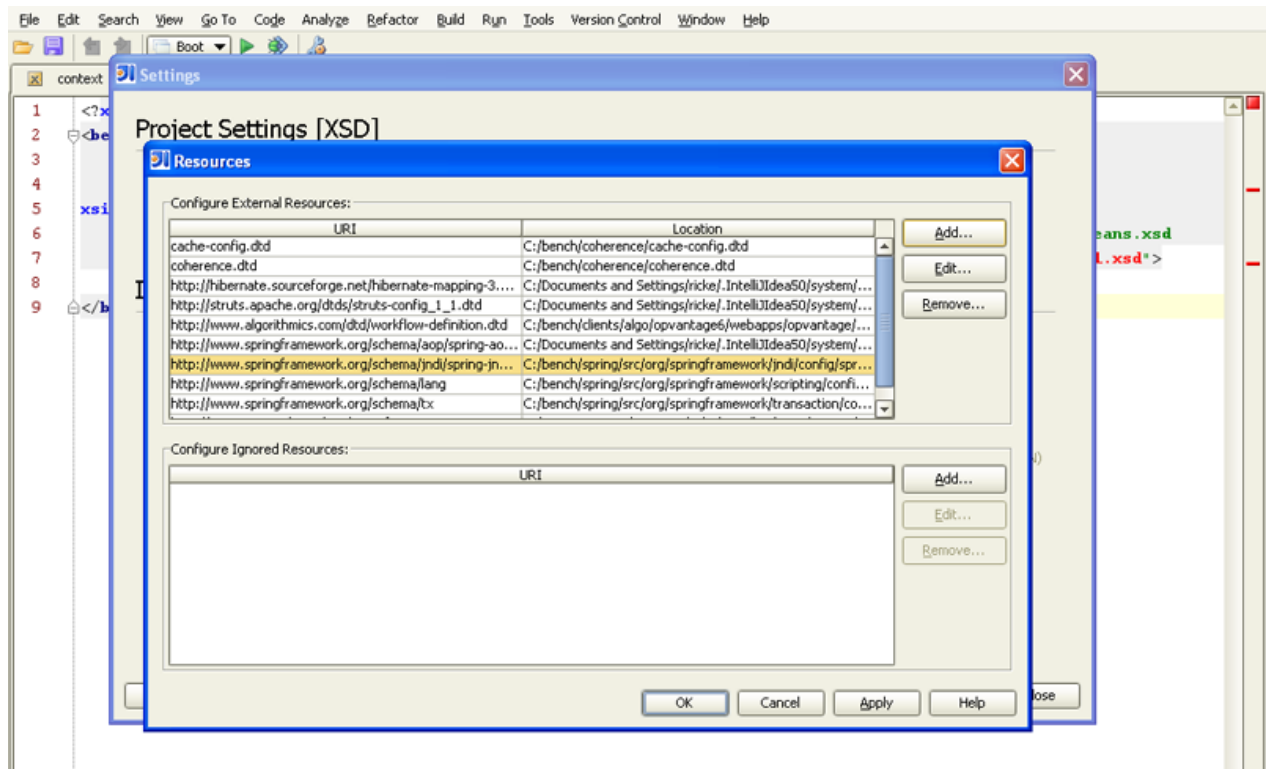 File Edit Search View Go To Code Analyze Refactor Build Run Tools Version Control Window Help
Boot
context
Settings
1 <?x
Project Settings [XSD]
2 <be
3
Resources
4
Configure External Resources:
5 xsi
URI Location
Add...
6 eans.xsd
cache-config.dtd C:/bench/coherence/cache-config.dtd
7 l.xsd">
coherence.dtd C:/bench/coherence/coherence.dtd
Edit...
8
http://hibernate.sourceforge.net/hibernate-mapping-3.... C:/Documents and Settings/ricke/.IntelliJIdea50/system/...
9 </b
http://struts.apache.org/dtds/struts-config_1_1.dtd C:/Documents and Settings/ricke/.IntelliJIdea50/system/...
Remove...
http://www.algorithmics.com/dtd/workflow-definition.dtd C:/bench/clients/algo/opvantage6/webapps/opvantage/...
http://www.springframework.org/schema/aop/spring-ao... C:/Documents and Settings/ricke/.IntelliJIdea50/system/...
http://www.springframework.org/schema/jndi/spring-jn... C:/bench/spring/src/org/springframework/jndi/config/spr...
http://www.springframework.org/schema/lang C:/bench/spring/src/org/springframework/scripting/confi...
http://www.springframework.org/schema/tx C:/bench/spring/src/org/springframework/transaction/co...
Configure Ignored Resources:
URI
Add...
Edit...
Remove...
OK Cancel Apply Help
lose